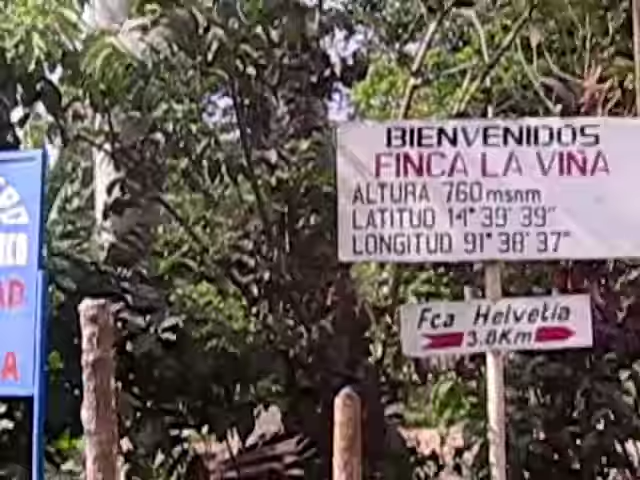 BIENVENIDOS
FINCA LA VIÑA
ALTURA 760 msnm
LATITUD 14° 39' 39"
LONGITUD 91° 38' 37"
Fca Helvetia
3.8Km